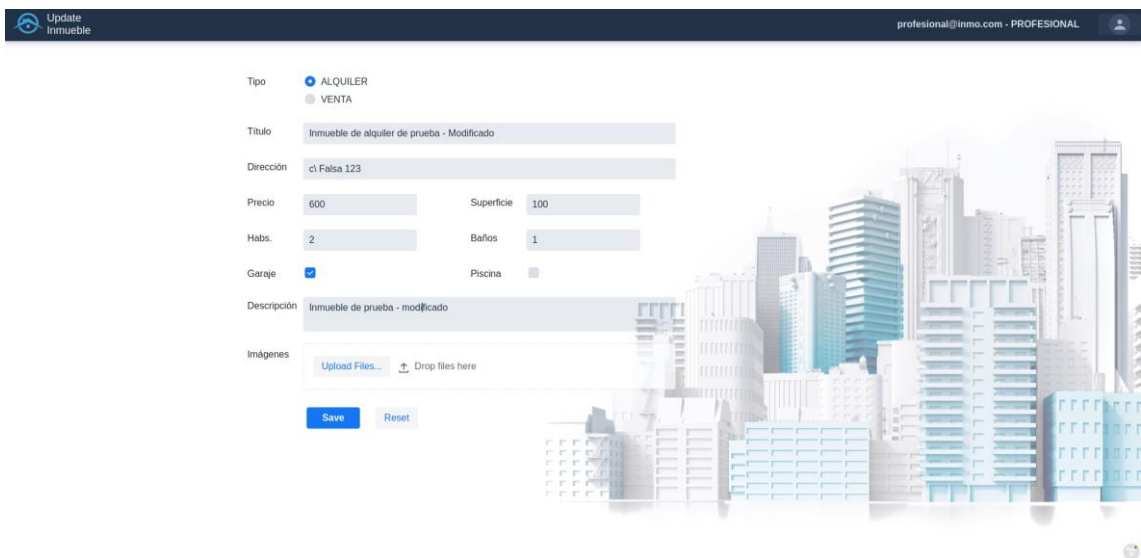 Update
Inmueble
profesional@inmo.com - PROFESIONAL
Tipo
ALQUILER
VENTA
Título Inmueble de alquiler de prueba - Modificado
Dirección c\ Falsa 123
Precio 600 Superficie 100
Habs. 2 Baños 1
Garaje Piscina
Descripción Inmueble de prueba - modificado
Imágenes Upload Files... Drop files here
Save Reset